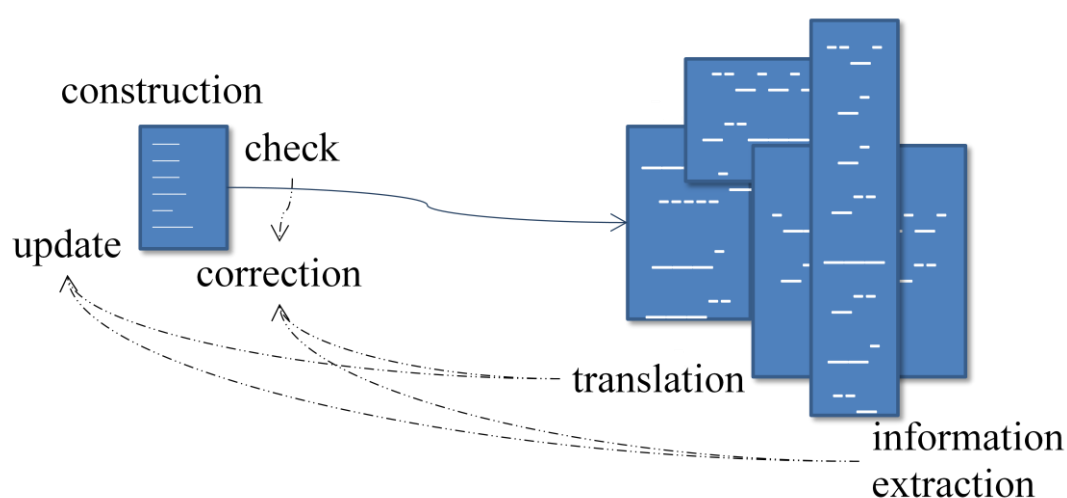 construction
check
update
correction
translation
information
extraction